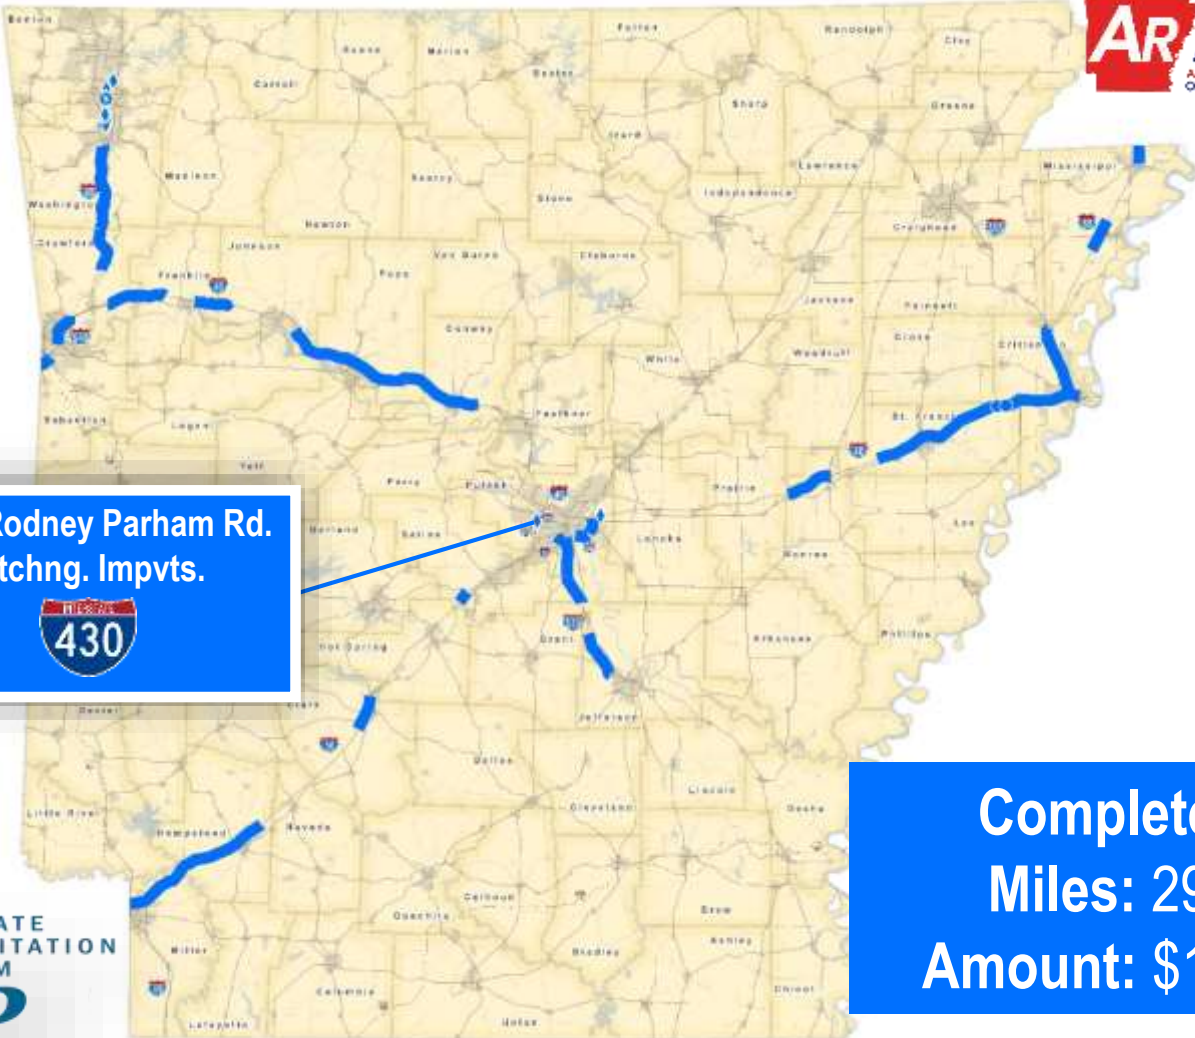 Benton
Boone
Marion
Fulton
Randolph
Clay
AR
Carroll
Baxter
Sharp
Greene
Izard
Lawrence
Mississippi
Madison
Searcy
Stone
Independence
Washington
Newton
Craighead
Crawford
Johnson
Franklin
Pope
Van Buren
Cleburne
Jackson
Poinsett
Conway
White
Woodruff
Cross
Crittenden
Sebastian
Logan
Faulkner
St. Francis
Yell
Perry
Pulaski
Prairie
Lee
Rodney Parham Rd.
tchng. Impvts.
430
Garland
Saline
Lonoke
Monroe
Grant
Hot Spring
Arkansas
Phillips
Clark
Jefferson
Dallas
Lincoln
Desha
Cleveland
Little River
Hempstead
Nevada
Complete
Miles: 29
Amount: $1
Calhoun
Ouachita
Drew
Ashley
Bradley
Miller
Columbia
Union
Chicot
Lafayette
ATE
ITATION
M